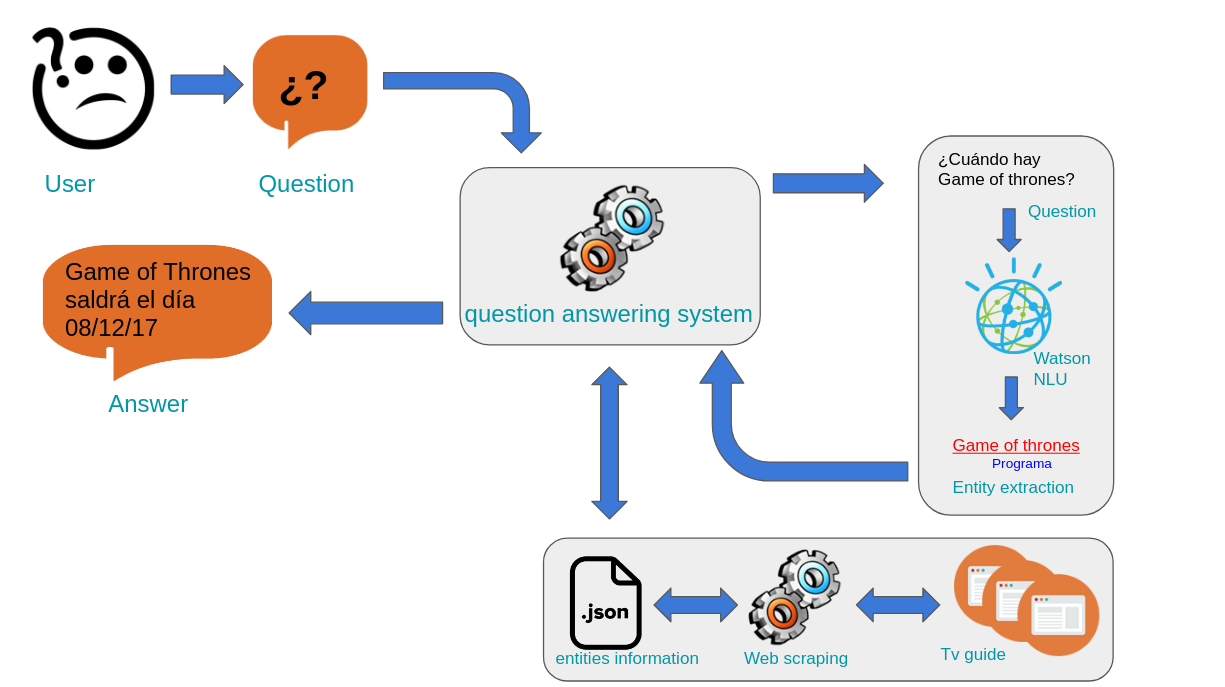 ¿?
User
Question
Game of Thrones
saldrá el día
08/12/17
Answer
question answering system
¿Cuándo hay
Game of thrones?
Question
Watson
NLU
Game of thrones
Programa
Entity extraction
.json
entities information
Web scraping
Tv guide